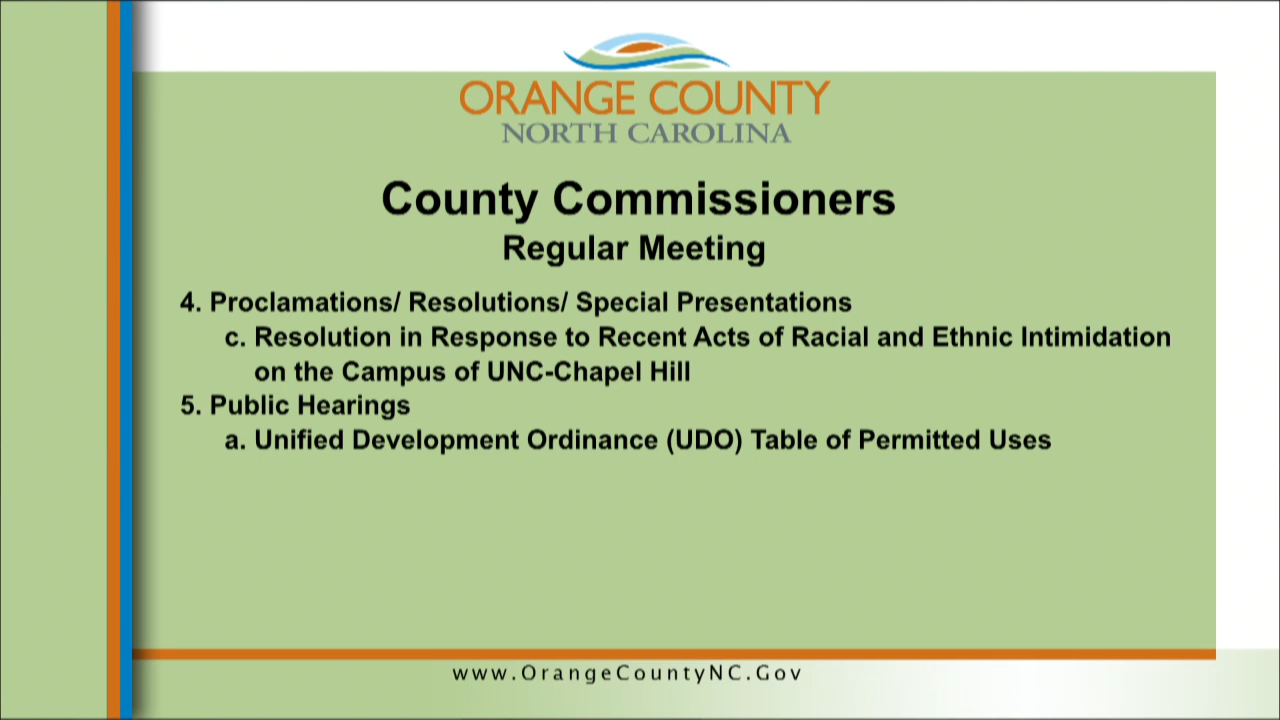 ORANGE COUNTY
NORTH CAROLINA
County Commissioners
Regular Meeting
4. Proclamations/ Resolutions/ Special Presentations
c. Resolution in Response to Recent Acts of Racial and Ethnic Intimidation
on the Campus of UNC-Chapel Hill
5. Public Hearings
a. Unified Development Ordinance (UDO) Table of Permitted Uses
www.OrangeCountyNC.Gov